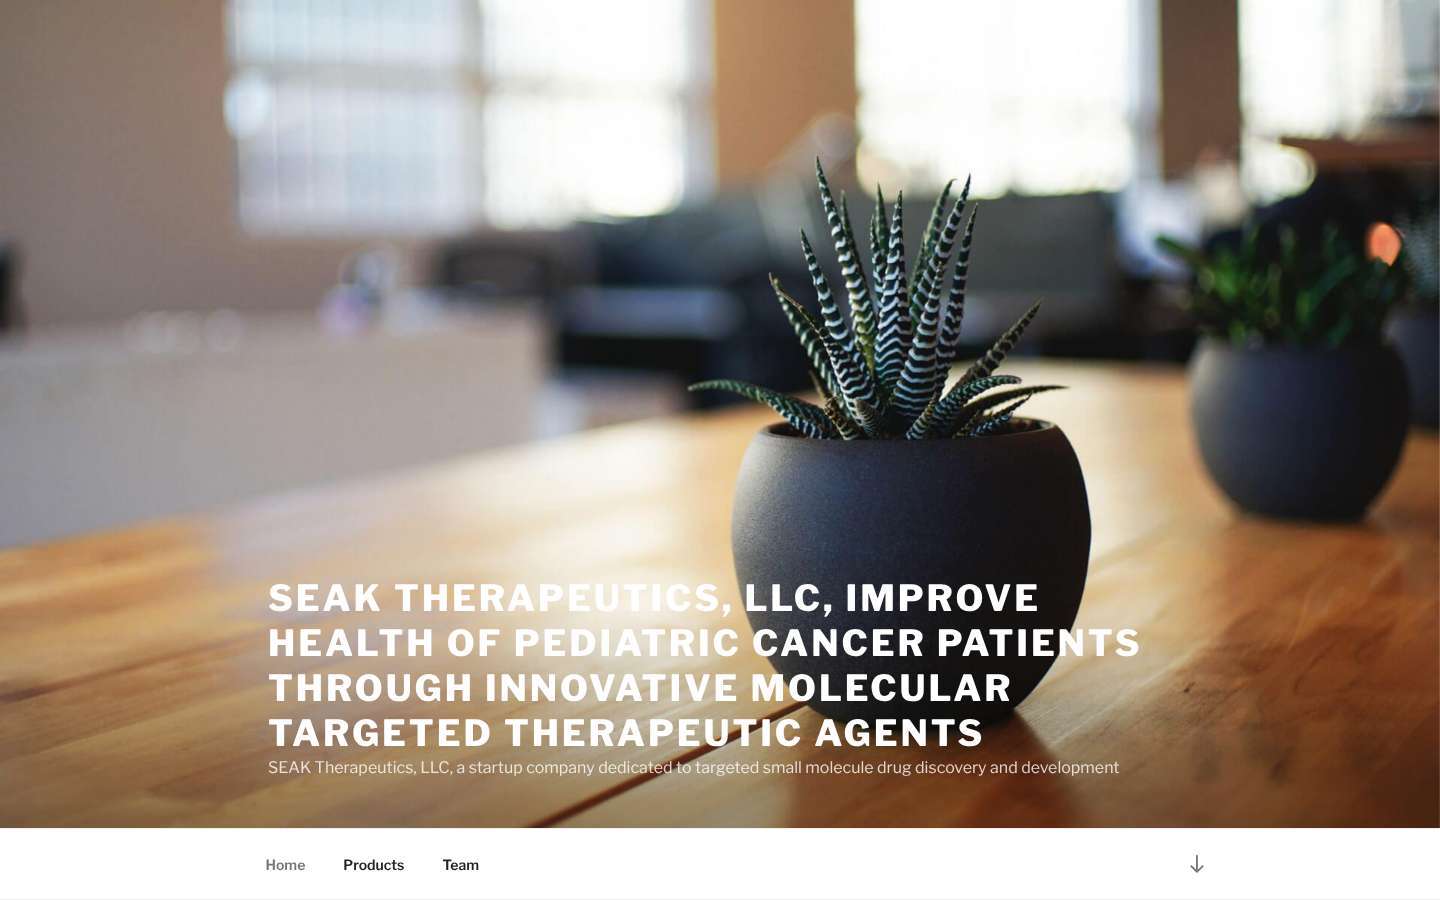 SEAK THERAPEUTICS, LLC, IMPROVE
HEALTH OF PEDIATRIC CANCER PATIENTS
THROUGH INNOVATIVE MOLECULAR
TARGETED THERAPEUTIC AGENTS
SEAK Therapeutics, LLC, a startup company dedicated to targeted small molecule drug discovery and development
Home Products Team